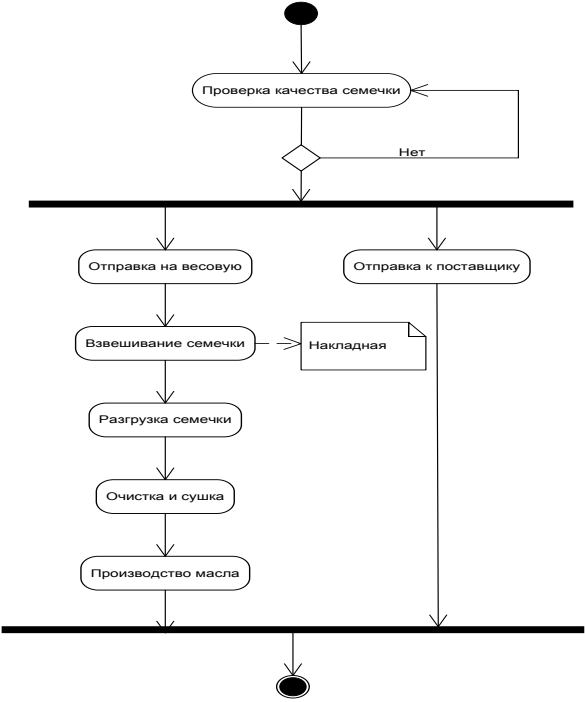 Проверка качества семечки
Нет
Отправка на весовую
Отправка к поставщику
Взвешивание семечки
Накладная
Разгрузка семечки
Очистка и сушка
Производство масла